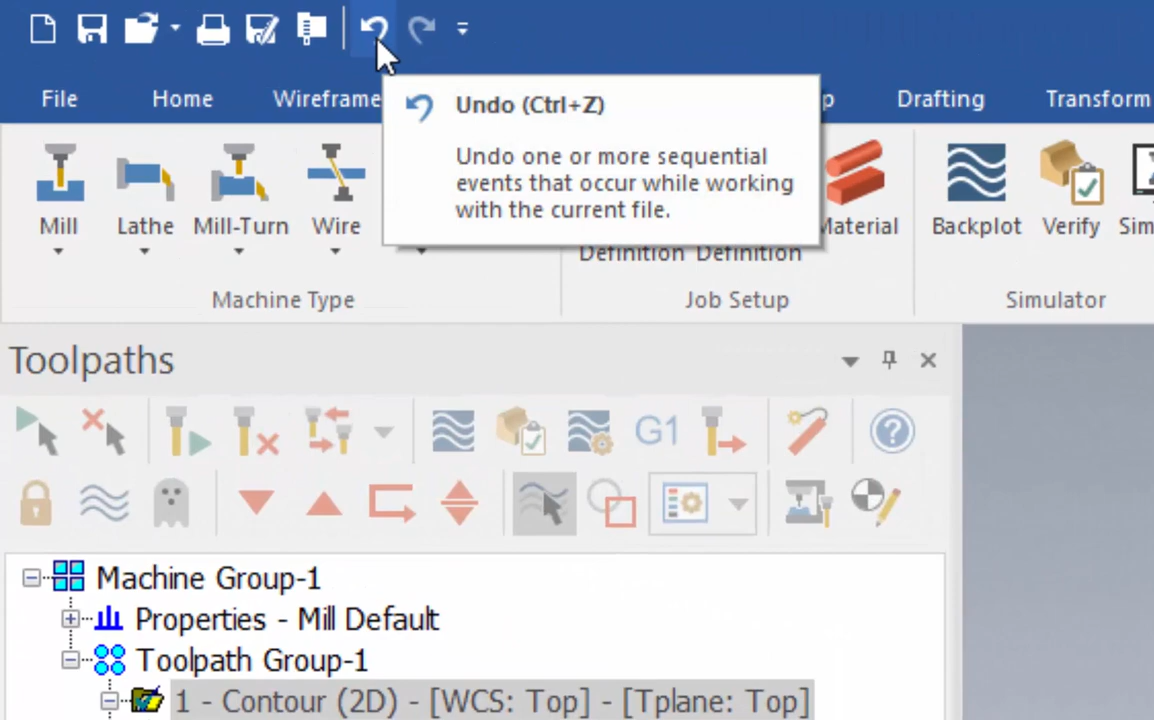 Undo (Ctrl+Z)
Undo one or more sequential
events that occur while working
with the current file.
File Home Wireframe p Drafting Transform
Mill Lathe Mill-Turn Wire Material Backplot Verify Sim
Definition Definition
Machine Type Job Setup Simulator
Toolpaths
G1
Machine Group-1
Properties - Mill Default
Toolpath Group-1
1 - Contour (2D) - [WCS: Top] - [Tplane: Top]